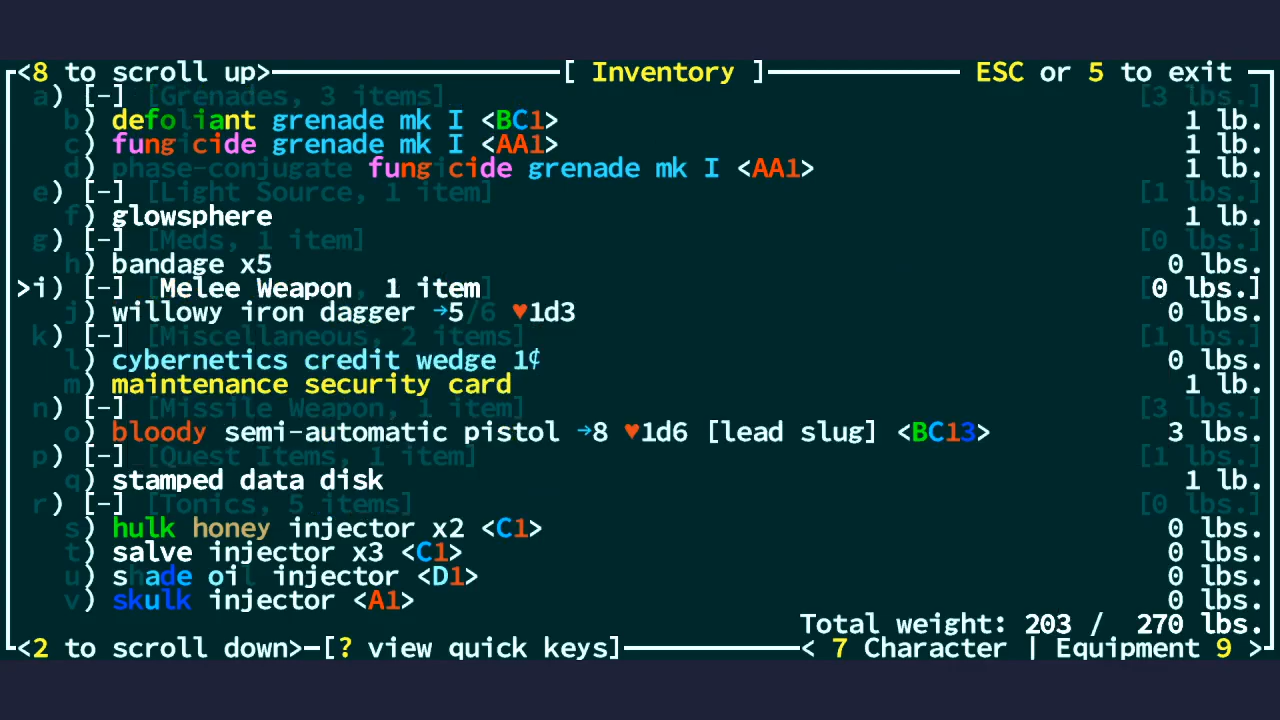 <8 to scroll up> [ Inventory ] ESC or 5 to exit
a) [-] [Grenades, 3 items] [3 lbs.]
b) defoliant grenade mk I <BC1> 1 lb.
c) fungicide grenade mk I <AA1> 1 lb.
d) phase-conjugate fungicide grenade mk I <AA1> 1 lb.
e) [-] [Light Source, 1 item] [1 lbs.]
f) glowsphere 1 lb.
g) [-] [Meds, 1 item] [0 lbs.]
h) bandage x5 0 lbs.
>i) [-] [Melee Weapon, 1 item] [0 lbs.]
j) willowy iron dagger →5/6 ♥1d3 0 lbs.
k) [-] [Miscellaneous, 2 items] [1 lbs.]
l) cybernetics credit wedge 1¢ 0 lbs.
m) maintenance security card 1 lb.
n) [-] [Missile Weapon, 1 item] [3 lbs.]
o) bloody semi-automatic pistol →8 ♥1d6 [lead slug] <BC13> 3 lbs.
p) [-] [Quest Items, 1 item] [1 lbs.]
q) stamped data disk 1 lb.
r) [-] [Tonics, 5 items] [0 lbs.]
s) hulk honey injector x2 <C1> 0 lbs.
t) salve injector x3 <C1> 0 lbs.
u) shade oil injector <D1> 0 lbs.
v) skulk injector <A1> 0 lbs.
Total weight: 203 / 270 lbs.
<2 to scroll down> [? view quick keys] < 7 Character | Equipment 9 >